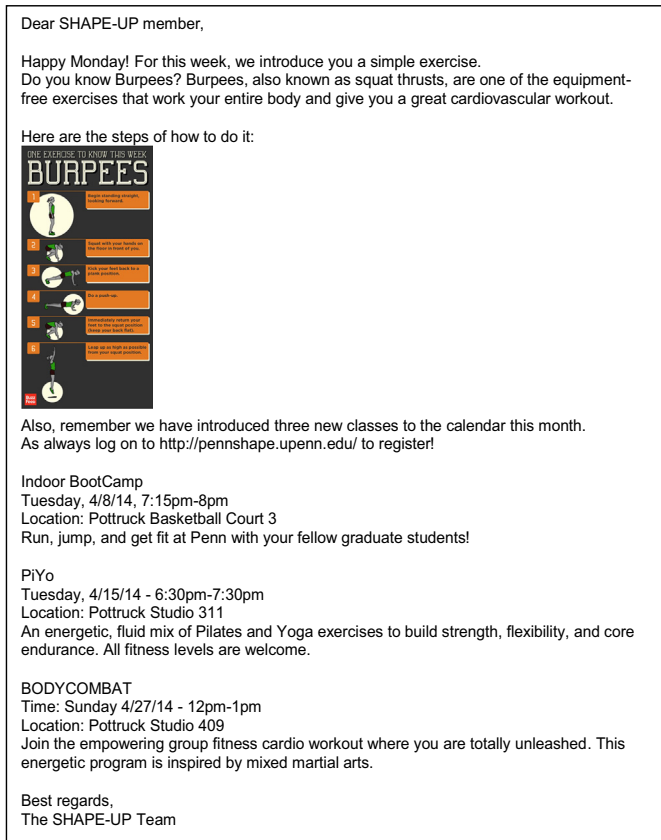 Dear SHAPE-UP member,
Happy Monday! For this week, we introduce you a simple exercise.
Do you know Burpees? Burpees, also known as squat thrusts, are one of the equipment-
free exercises that work your entire body and give you a great cardiovascular workout.
Here are the steps of how to do it:
ONE EXERCISE TO KNOW THIS WEEK
BURPEES
1
Begin standing straight,
looking forward.
2
Squat with your hands on
the floor in front of you.
3
Kick your feet back to a
plank position.
4
Do a push-up.
5
Immediately return your
feet to the squat position
(keep your back flat).
6
Leap up as high as possible
from your squat position.
Also, remember we have introduced three new classes to the calendar this month.
As always log on to http://pennshape.upenn.edu/ to register!
Indoor BootCamp
Tuesday, 4/8/14, 7:15pm-8pm
Location: Pottruck Basketball Court 3
Run, jump, and get fit at Penn with your fellow graduate students!
PiYo
Tuesday, 4/15/14 - 6:30pm-7:30pm
Location: Pottruck Studio 311
An energetic, fluid mix of Pilates and Yoga exercises to build strength, flexibility, and core
endurance. All fitness levels are welcome.
BODYCOMBAT
Time: Sunday 4/27/14 - 12pm-1pm
Location: Pottruck Studio 409
Join the empowering group fitness cardio workout where you are totally unleashed. This
energetic program is inspired by mixed martial arts.
Best regards,
The SHAPE-UP Team